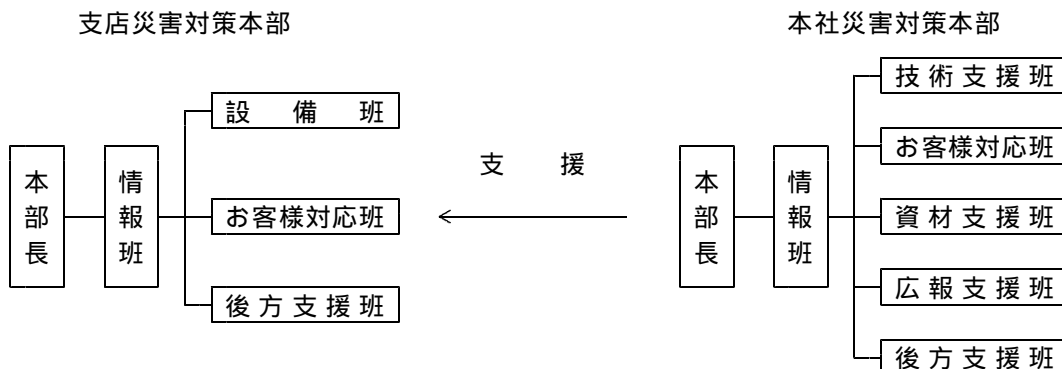 支店災害対策本部
本部長
情報班
設備班
お客様対応班
後方支援班
支援
本社災害対策本部
本部長
情報班
技術支援班
お客様対応班
資材支援班
広報支援班
後方支援班